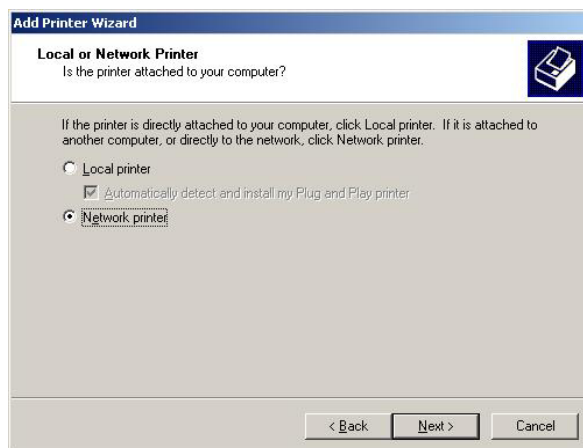 Add Printer Wizard
Local or Network Printer
Is the printer attached to your computer?
If the printer is directly attached to your computer, click Local printer. If it is attached to
another computer, or directly to the network, click Network printer.
Local printer
Automatically detect and install my Plug and Play printer
Network printer
< Back Next > Cancel